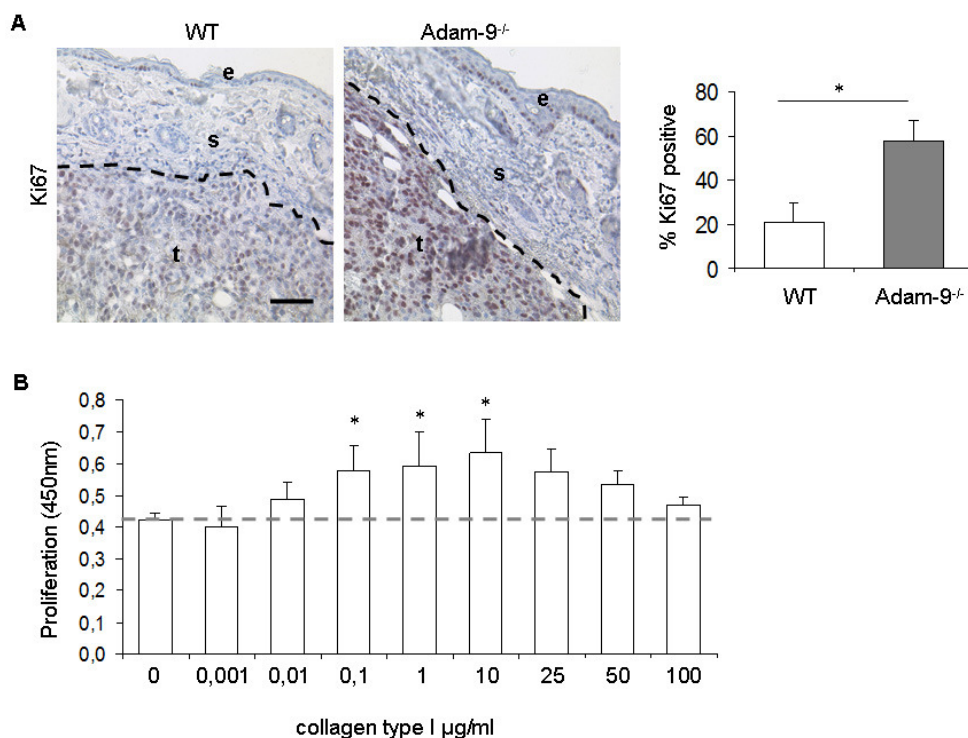 A
WT
Adam-9-/-
Ki67
e
s
t
e
s
t
% Ki67 positive
80
60
40
20
0
*
WT
Adam-9-/-
B
Proliferation (450nm)
0,8
0,7
0,6
0,5
0,4
0,3
0,2
0,1
0,0
* * *
0 0,001 0,01 0,1 1 10 25 50 100
collagen type I µg/ml